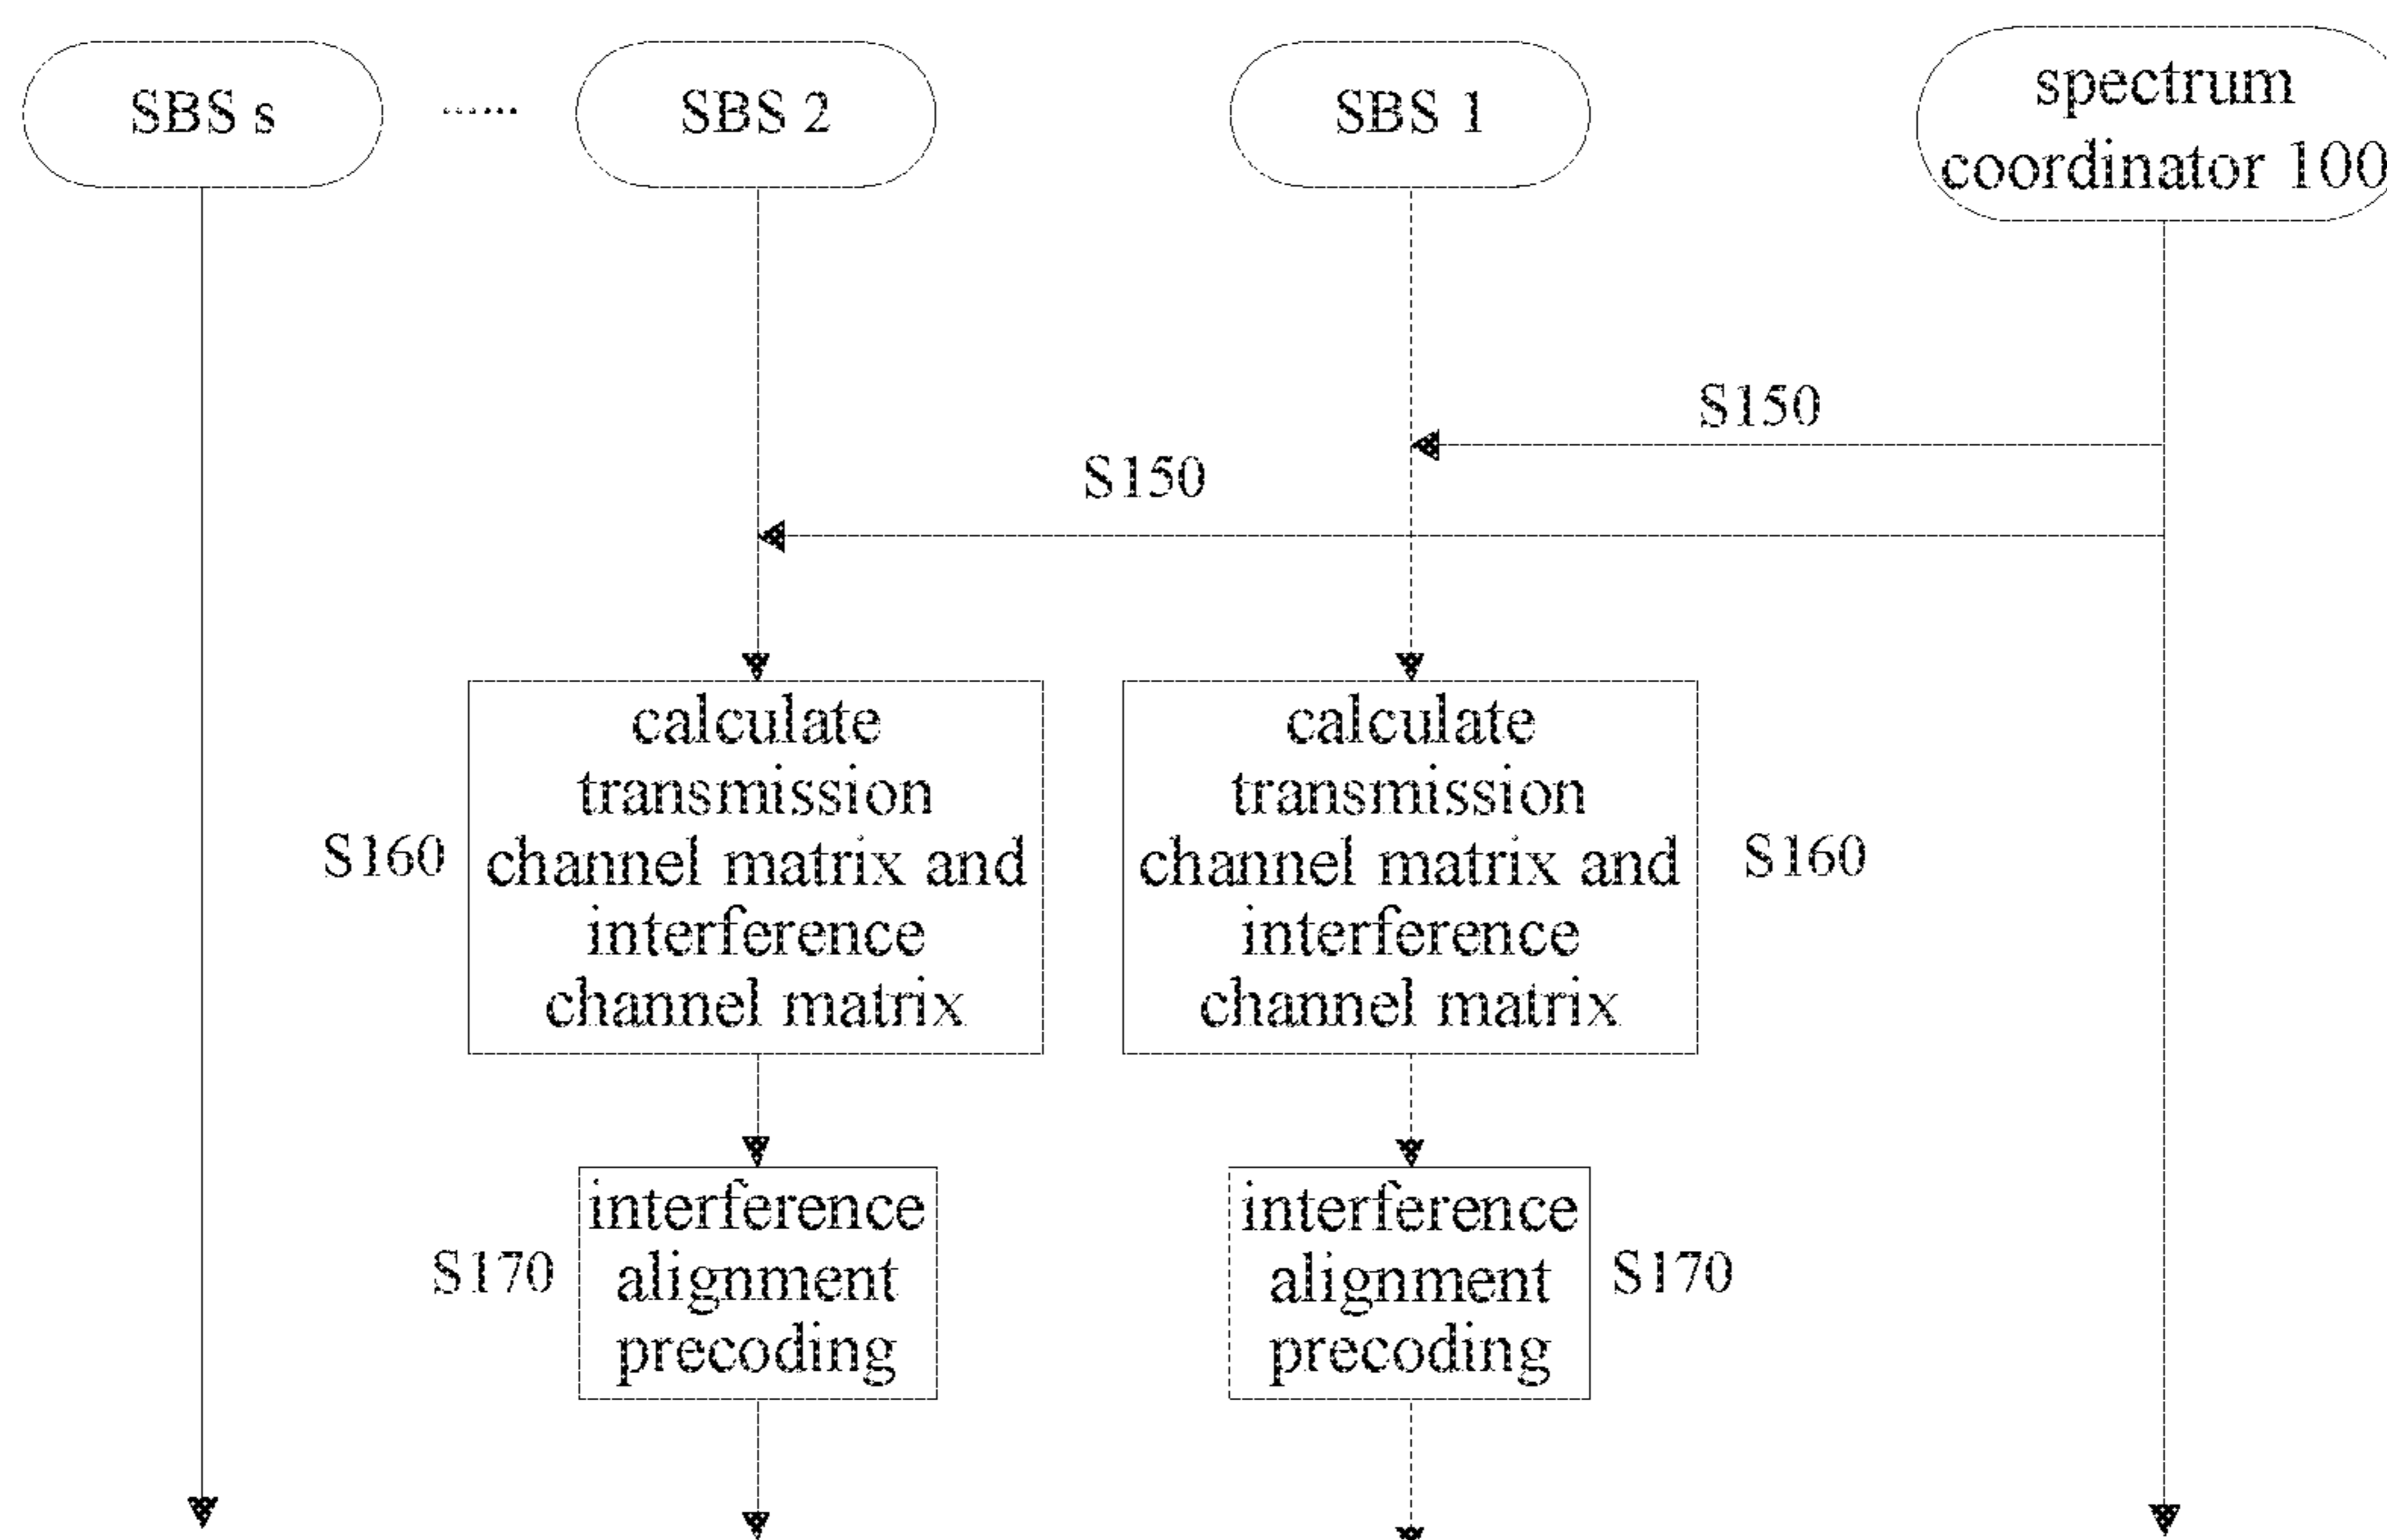 SBS s
......
SBS 2
SBS 1
spectrum
coordinator 100
S150
S150
calculate
transmission
channel matrix and
interference
channel matrix
S160
calculate
transmission
channel matrix and
interference
channel matrix
S160
interference
alignment
precoding
S170
interference
alignment
precoding
S170